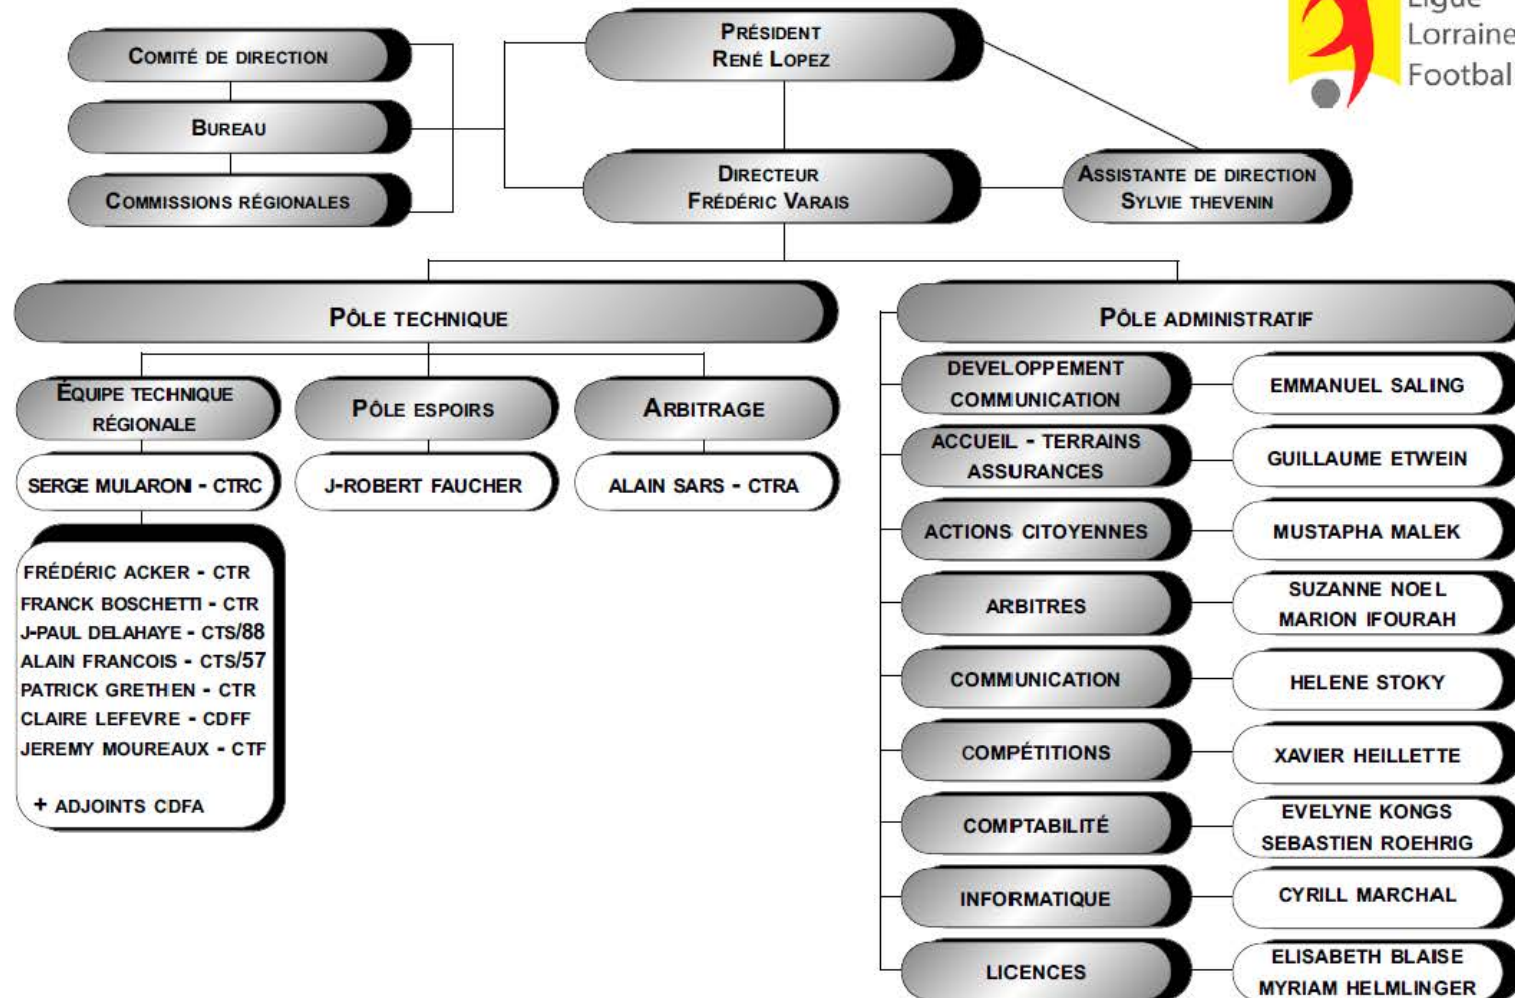 Ligue
Lorraine
Footbal
PRÉSIDENT
RENÉ LOPEZ
COMITÉ DE DIRECTION
BUREAU
COMMISSIONS RÉGIONALES
DIRECTEUR
FRÉDÉRIC VARAIS
ASSISTANTE DE DIRECTION
SYLVIE THEVENIN
PÔLE TECHNIQUE
ÉQUIPE TECHNIQUE
RÉGIONALE
SERGE MULARONI - CTRC
FRÉDÉRIC ACKER - CTR
FRANCK BOSCHETTI - CTR
J-PAUL DELAHAYE - CTS/88
ALAIN FRANCOIS - CTS/57
PATRICK GRETHEN - CTR
CLAIRE LEFEVRE - CDFF
JEREMY MOUREAUX - CTF
+ ADJOINTS CDFA
PÔLE ESPOIRS
J-ROBERT FAUCHER
ARBITRAGE
ALAIN SARS - CTRA
PÔLE ADMINISTRATIF
DEVELOPPEMENT
COMMUNICATION
EMMANUEL SALING
ACCUEIL - TERRAINS
ASSURANCES
GUILLAUME ETWEIN
ACTIONS CITOYENNES
MUSTAPHA MALEK
ARBITRES
SUZANNE NOEL
MARION IFOURAH
COMMUNICATION
HELENE STOKY
COMPÉTITIONS
XAVIER HEILLETTE
COMPTABILITÉ
EVELYNE KONGS
SEBASTIEN ROEHRIG
INFORMATIQUE
CYRILL MARCHAL
LICENCES
ELISABETH BLAISE
MYRIAM HELMLINGER